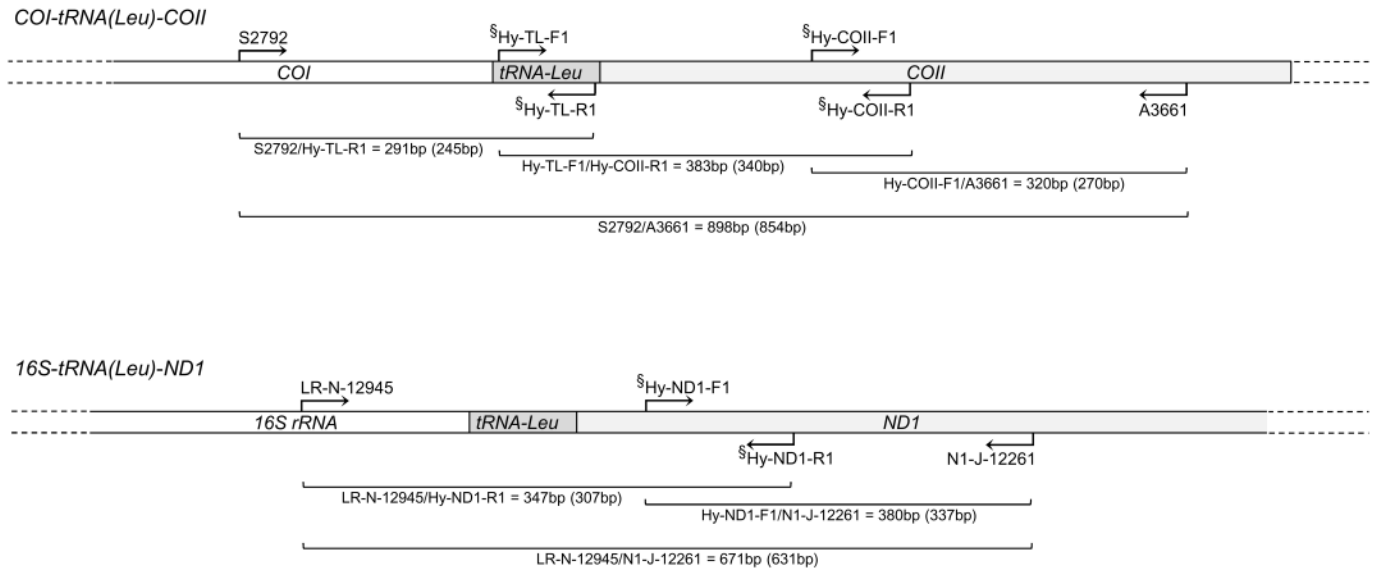 COI-tRNA(Leu)-COII
S2792
§Hy-TL-F1
§Hy-COII-F1
COI
tRNA-Leu
COII
§Hy-TL-R1
§Hy-COII-R1
A3661
S2792/Hy-TL-R1 = 291bp (245bp)
Hy-TL-F1/Hy-COII-R1 = 383bp (340bp)
Hy-COII-F1/A3661 = 320bp (270bp)
S2792/A3661 = 898bp (854bp)
16S-tRNA(Leu)-ND1
LR-N-12945
§Hy-ND1-F1
16S rRNA
tRNA-Leu
ND1
§Hy-ND1-R1
N1-J-12261
LR-N-12945/Hy-ND1-R1 = 347bp (307bp)
Hy-ND1-F1/N1-J-12261 = 380bp (337bp)
LR-N-12945/N1-J-12261 = 671bp (631bp)